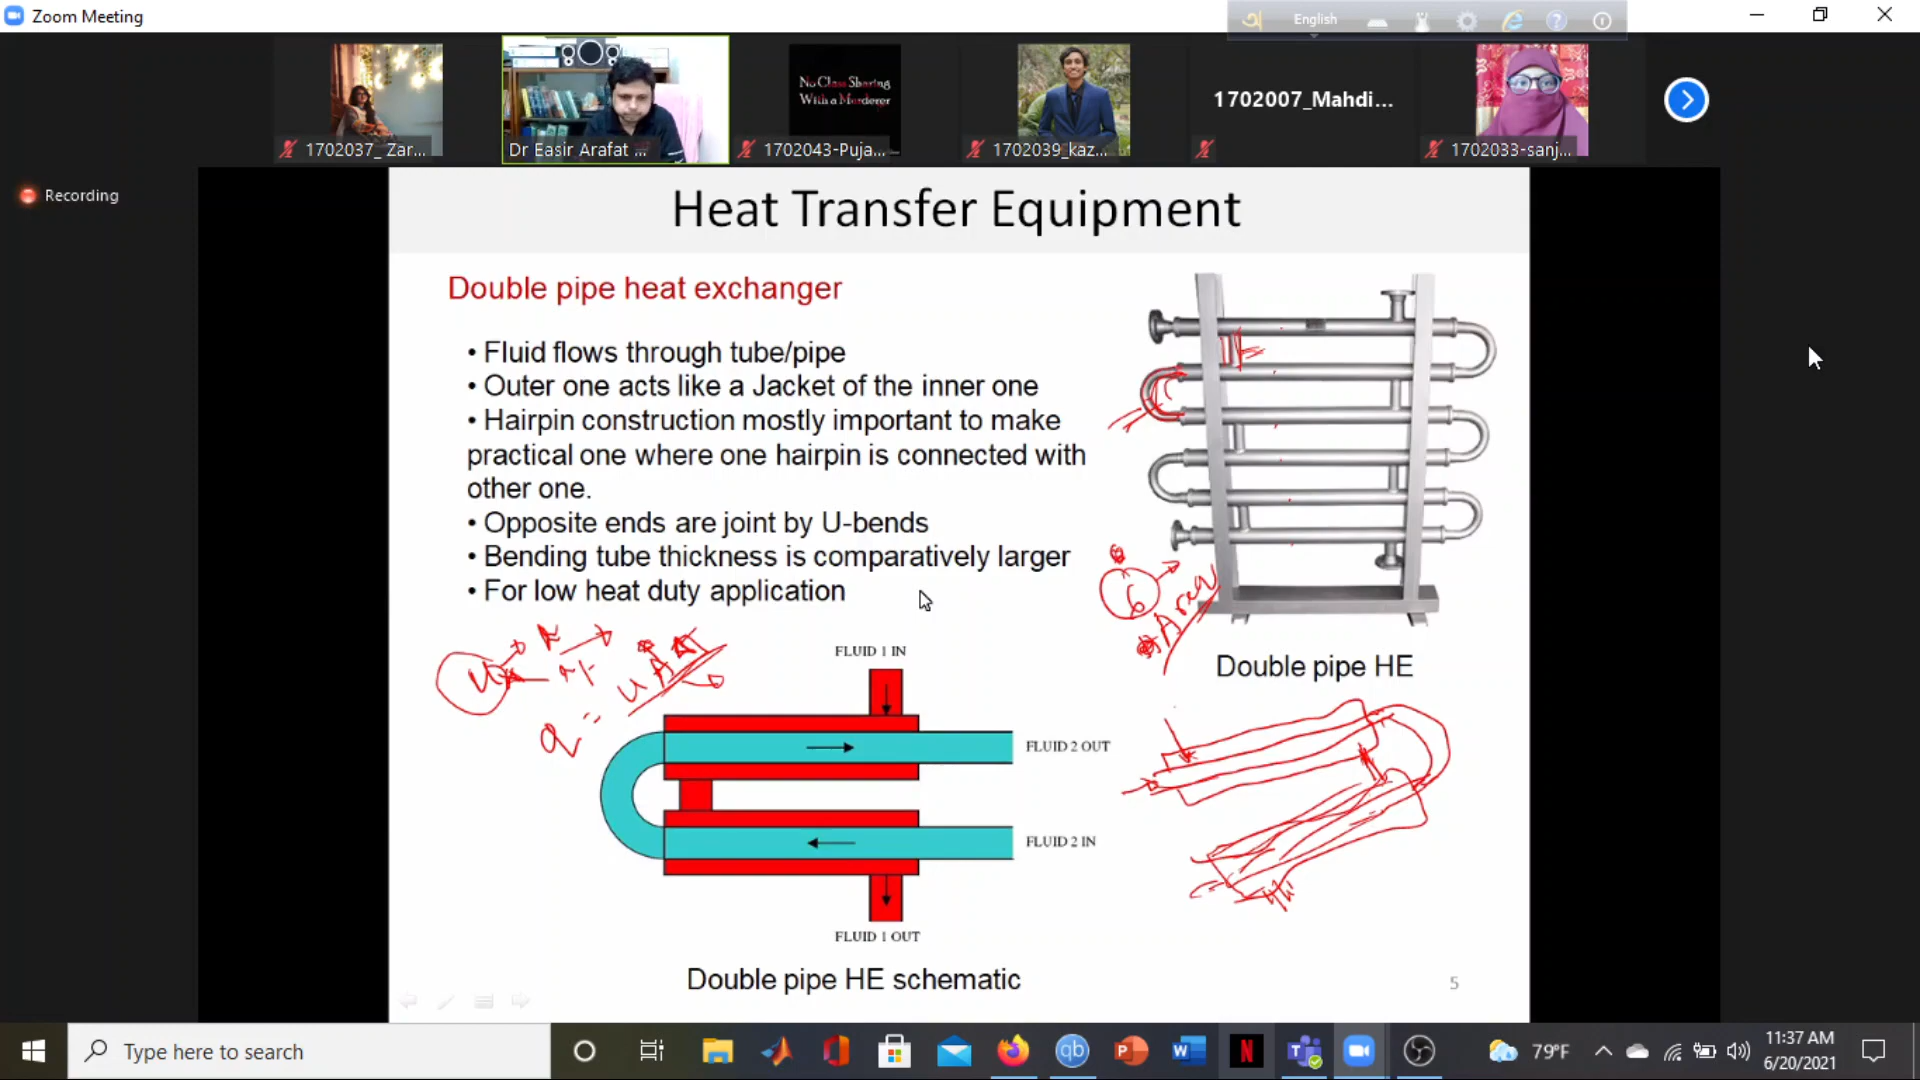 Zoom Meeting
English
No Class Sharing
With a Murderer
1702037_ Zar...
Dr Easir Arafat ...
1702043-Puja...
1702039_kaz...
1702007_Mahdi...
1702033-sanj...
Recording
Heat Transfer Equipment
Double pipe heat exchanger
• Fluid flows through tube/pipe
• Outer one acts like a Jacket of the inner one
• Hairpin construction mostly important to make
practical one where one hairpin is connected with
other one.
• Opposite ends are joint by U-bends
• Bending tube thickness is comparatively larger
• For low heat duty application
6
A req
Double pipe HE
U
q = UA
FLUID 1 IN
FLUID 2 OUT
FLUID 2 IN
FLUID 1 OUT
Double pipe HE schematic
5
Type here to search
qb
79°F
11:37 AM
6/20/2021